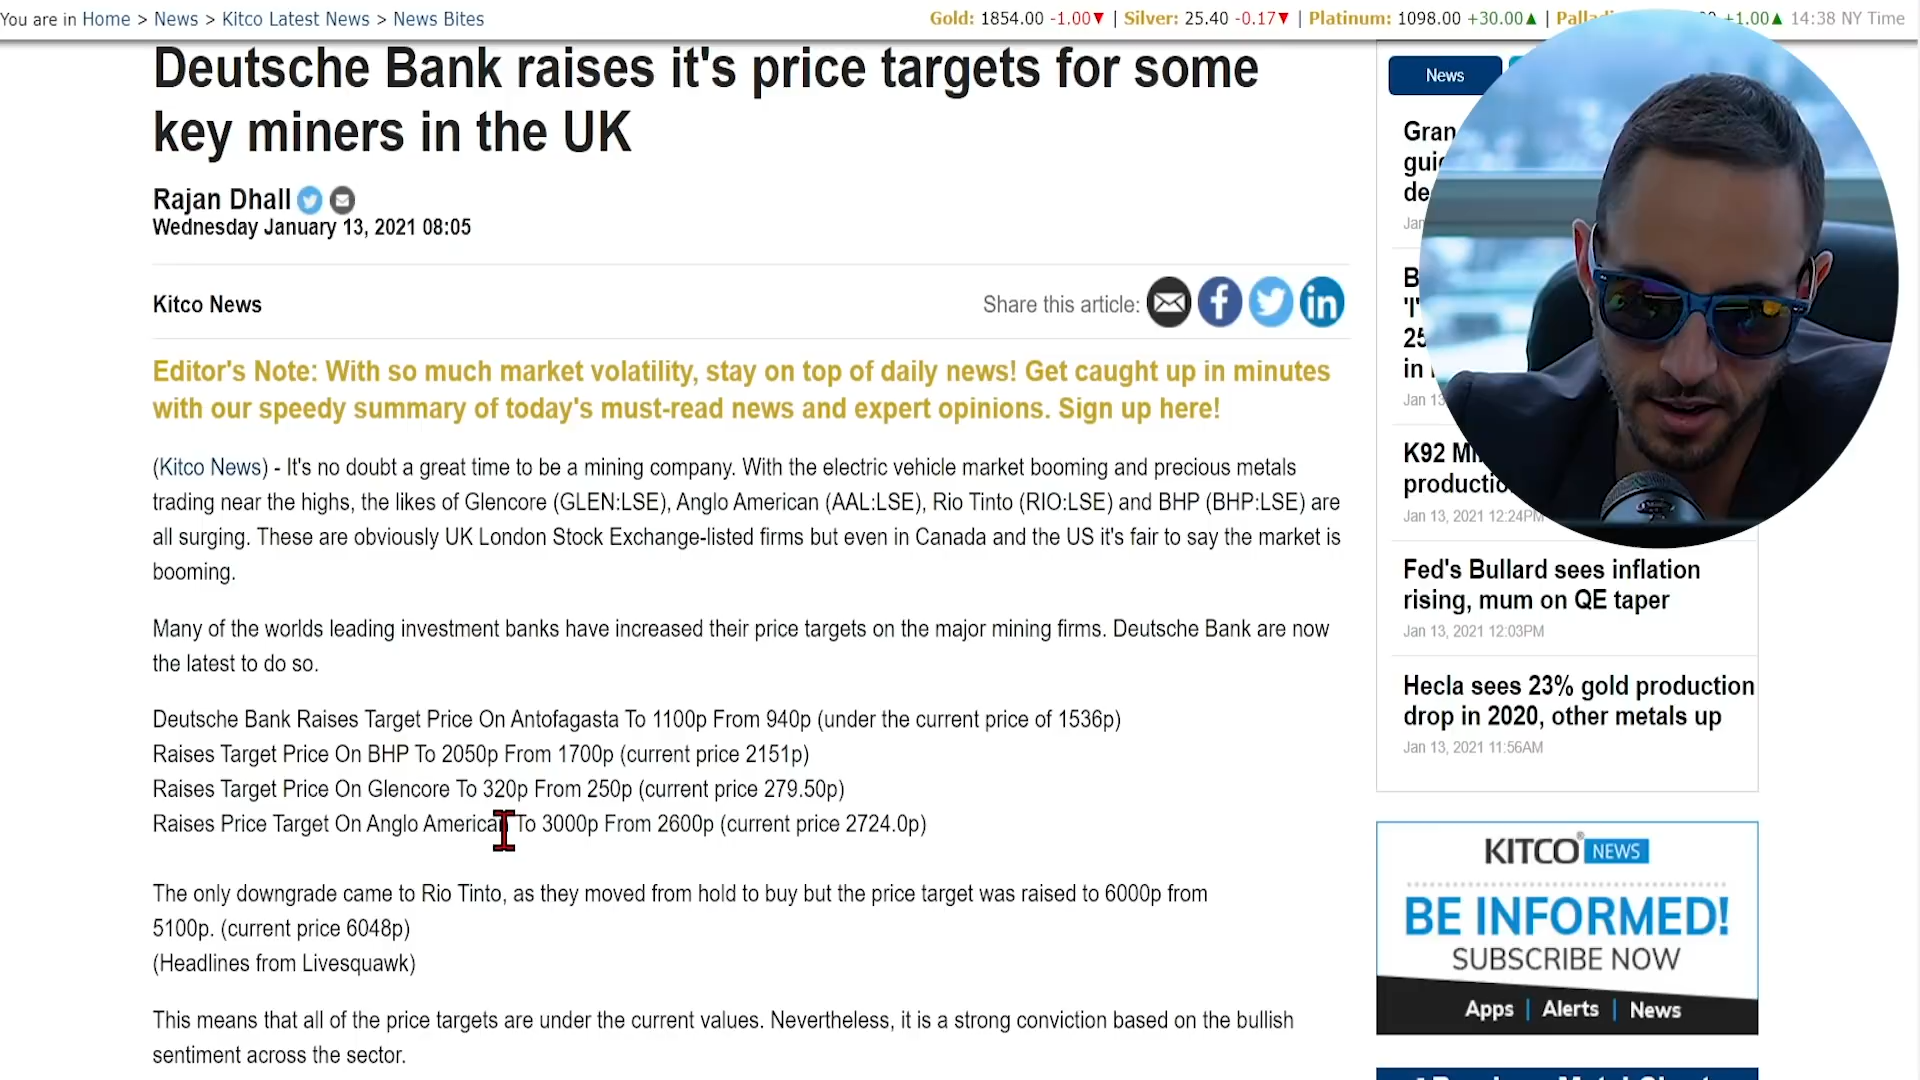 You are in Home > News > Kitco Latest News > News Bites
Gold: 1854.00 -1.00▼ | Silver: 25.40 -0.17▼ | Platinum: 1098.00 +30.00▲ | +1.00▲ 14:38 NY Time
Deutsche Bank raises it's price targets for some
key miners in the UK
Rajan Dhall
Wednesday January 13, 2021 08:05
Kitco News
Share this article:
Editor's Note: With so much market volatility, stay on top of daily news! Get caught up in minutes
with our speedy summary of today's must-read news and expert opinions. Sign up here!
(Kitco News) - It's no doubt a great time to be a mining company. With the electric vehicle market booming and precious metals
trading near the highs, the likes of Glencore (GLEN:LSE), Anglo American (AAL:LSE), Rio Tinto (RIO:LSE) and BHP (BHP:LSE) are
all surging. These are obviously UK London Stock Exchange-listed firms but even in Canada and the US it's fair to say the market is
booming.
Many of the worlds leading investment banks have increased their price targets on the major mining firms. Deutsche Bank are now
the latest to do so.
Deutsche Bank Raises Target Price On Antofagasta To 1100p From 940p (under the current price of 1536p)
Raises Target Price On BHP To 2050p From 1700p (current price 2151p)
Raises Target Price On Glencore To 320p From 250p (current price 279.50p)
Raises Price Target On Anglo American To 3000p From 2600p (current price 2724.0p)
The only downgrade came to Rio Tinto, as they moved from hold to buy but the price target was raised to 6000p from
5100p. (current price 6048p)
(Headlines from Livesquawk)
This means that all of the price targets are under the current values. Nevertheless, it is a strong conviction based on the bullish
sentiment across the sector.
News
K92
Jan 13, 2021 12:24PM
Fed's Bullard sees inflation
rising, mum on QE taper
Jan 13, 2021 12:03PM
Hecla sees 23% gold production
drop in 2020, other metals up
Jan 13, 2021 11:56AM
KITCO NEWS
BE INFORMED!
SUBSCRIBE NOW
Apps | Alerts | News